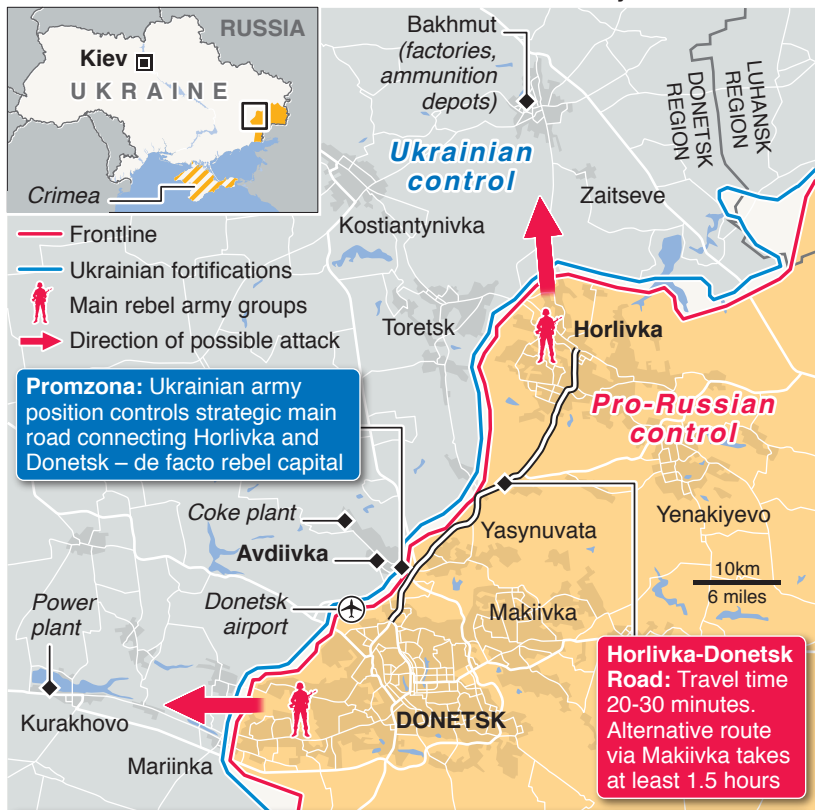 RUSSIA
Kiev
UKRAINE
Crimea
Bakhmut
(factories,
ammunition
depots)
LUHANSK
REGION
DONETSK
REGION
Ukrainian
control
Zaitseve
Kostiantynivka
Frontline
Ukrainian fortifications
Main rebel army groups
Direction of possible attack
Toretsk
Horlivka
Promzona: Ukrainian army
position controls strategic main
road connecting Horlivka and
Donetsk – de facto rebel capital
Pro-Russian
control
Coke plant
Yasynuvata
Yenakiyevo
Avdiivka
10km
6 miles
Power
plant
Donetsk
airport
Makiivka
Horlivka-Donetsk
Road: Travel time
20-30 minutes.
Alternative route
via Makiivka takes
at least 1.5 hours
Kurakhovo
DONETSK
Mariinka